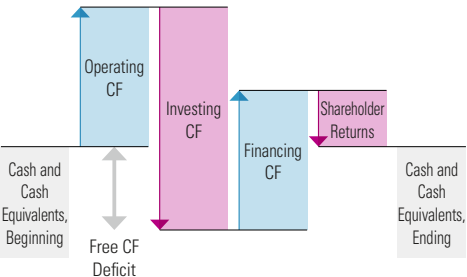 Operating
CF
Investing
CF
Financing
CF
Shareholder
Returns
Cash and
Cash
Equivalents,
Beginning
Free CF
Deficit
Cash and
Cash
Equivalents,
Ending